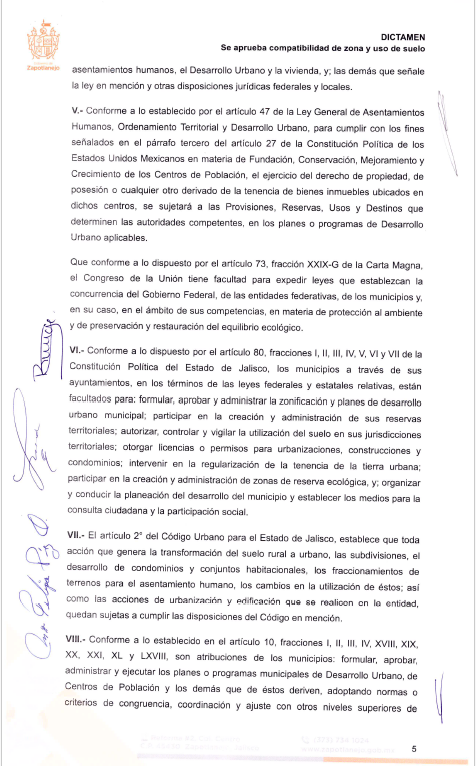 DICTAMEN
Se aprueba compatibilidad de zona y uso de suelo
Zapotlanejo
asentamientos humanos, el Desarrollo Urbano y la vivienda, y; las demás que señale
la ley en mención y otras disposiciones jurídicas federales y locales.
V.- Conforme a lo establecido por el artículo 47 de la Ley General de Asentamientos
Humanos, Ordenamiento Territorial y Desarrollo Urbano, para cumplir con los fines
señalados en el párrafo tercero del artículo 27 de la Constitución Política de los
Estados Unidos Mexicanos en materia de Fundación, Conservación, Mejoramiento y
Crecimiento de los Centros de Población, el ejercicio del derecho de propiedad, de
posesión o cualquier otro derivado de la tenencia de bienes inmuebles ubicados en
dichos centros, se sujetará a las Provisiones, Reservas, Usos y Destinos que
determinen las autoridades competentes, en los planes o programas de Desarrollo
Urbano aplicables.
Que conforme a lo dispuesto por el artículo 73, fracción XXIX-G de la Carta Magna,
el Congreso de la Unión tiene facultad para expedir leyes que establezcan la
concurrencia del Gobierno Federal, de las entidades federativas, de los municipios y,
en su caso, en el ámbito de sus competencias, en materia de protección al ambiente
y de preservación y restauración del equilibrio ecológico.
VI.- Conforme a lo dispuesto por el artículo 80, fracciones I, II, III, IV, V, VI y VII de la
Constitución Política del Estado de Jalisco, los municipios a través de sus
ayuntamientos, en los términos de las leyes federales y estatales relativas, están
facultados para: formular, aprobar y administrar la zonificación y planes de desarrollo
urbano municipal; participar en la creación y administración de sus reservas
territoriales; autorizar, controlar y vigilar la utilización del suelo en sus jurisdicciones
territoriales; otorgar licencias o permisos para urbanizaciones, construcciones y
condominios; intervenir en la regularización de la tenencia de la tierra urbana;
participar en la creación y administración de zonas de reserva ecológica, y; organizar
y conducir la planeación del desarrollo del municipio y establecer los medios para la
consulta ciudadana y la participación social.
VII.- El artículo 2° del Código Urbano para el Estado de Jalisco, establece que toda
acción que genera la transformación del suelo rural a urbano, las subdivisiones, el
desarrollo de condominios y conjuntos habitacionales, los fraccionamientos de
terrenos para el asentamiento humano, los cambios en la utilización de éstos; así
como las acciones de urbanización y edificación que se realicen en la entidad,
quedan sujetas a cumplir las disposiciones del Código en mención.
VIII.- Conforme a lo establecido en el artículo 10, fracciones I, II, III, IV, XVIII, XIX,
XX, XXI, XL y LXVIII, son atribuciones de los municipios: formular, aprobar,
administrar y ejecutar los planes o programas municipales de Desarrollo Urbano, de
Centros de Población y los demás que de éstos deriven, adoptando normas o
criterios de congruencia, coordinación y ajuste con otros niveles superiores de
5